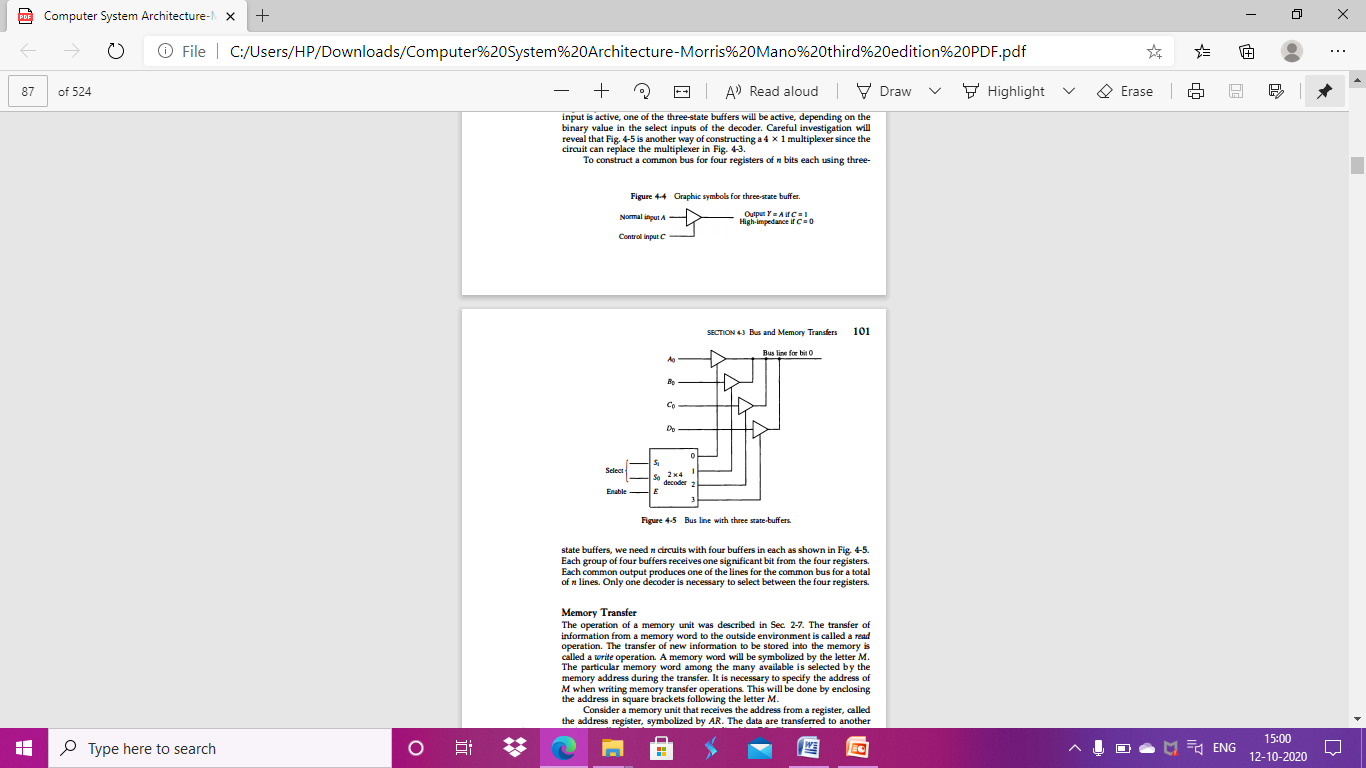 Computer System Architecture-M
File
C:/Users/HP/Downloads/Computer%20System%20Architecture-Morris%20Mano%20third%20edition%20PDF.pdf
87 of 524
Read aloud
Draw
Highlight
Erase
input is active, one of the three-state buffers will be active, depending on the
binary value in the select inputs of the decoder. Careful investigation will
reveal that Fig. 4-5 is another way of constructing a 4 × 1 multiplexer since the
circuit can replace the multiplexer in Fig. 4-3.
To construct a common bus for four registers of n bits each using three-
Figure 4-4 Graphic symbols for three-state buffer.
Normal input A
Output Y = A if C = 1
High-impedance if C = 0
Control input C
SECTION 4-3 Bus and Memory Transfers 101
Bus line for bit 0
A0
B0
C0
D0
Select
Enable
S1
S0
E
2 × 4
decoder
0
1
2
3
Figure 4-5 Bus line with three state-buffers.
state buffers, we need n circuits with four buffers in each as shown in Fig. 4-5.
Each group of four buffers receives one significant bit from the four registers.
Each common output produces one of the lines for the common bus for a total
of n lines. Only one decoder is necessary to select between the four registers.
Memory Transfer
The operation of a memory unit was described in Sec. 2-7. The transfer of
information from a memory word to the outside environment is called a read
operation. The transfer of new information to be stored into the memory is
called a write operation. A memory word will be symbolized by the letter M.
The particular memory word among the many available is selected by the
memory address during the transfer. It is necessary to specify the address of
M when writing memory transfer operations. This will be done by enclosing
the address in square brackets following the letter M.
Consider a memory unit that receives the address from a register, called
the address register, symbolized by AR. The data are transferred to another
Type here to search
ENG
15:00
12-10-2020